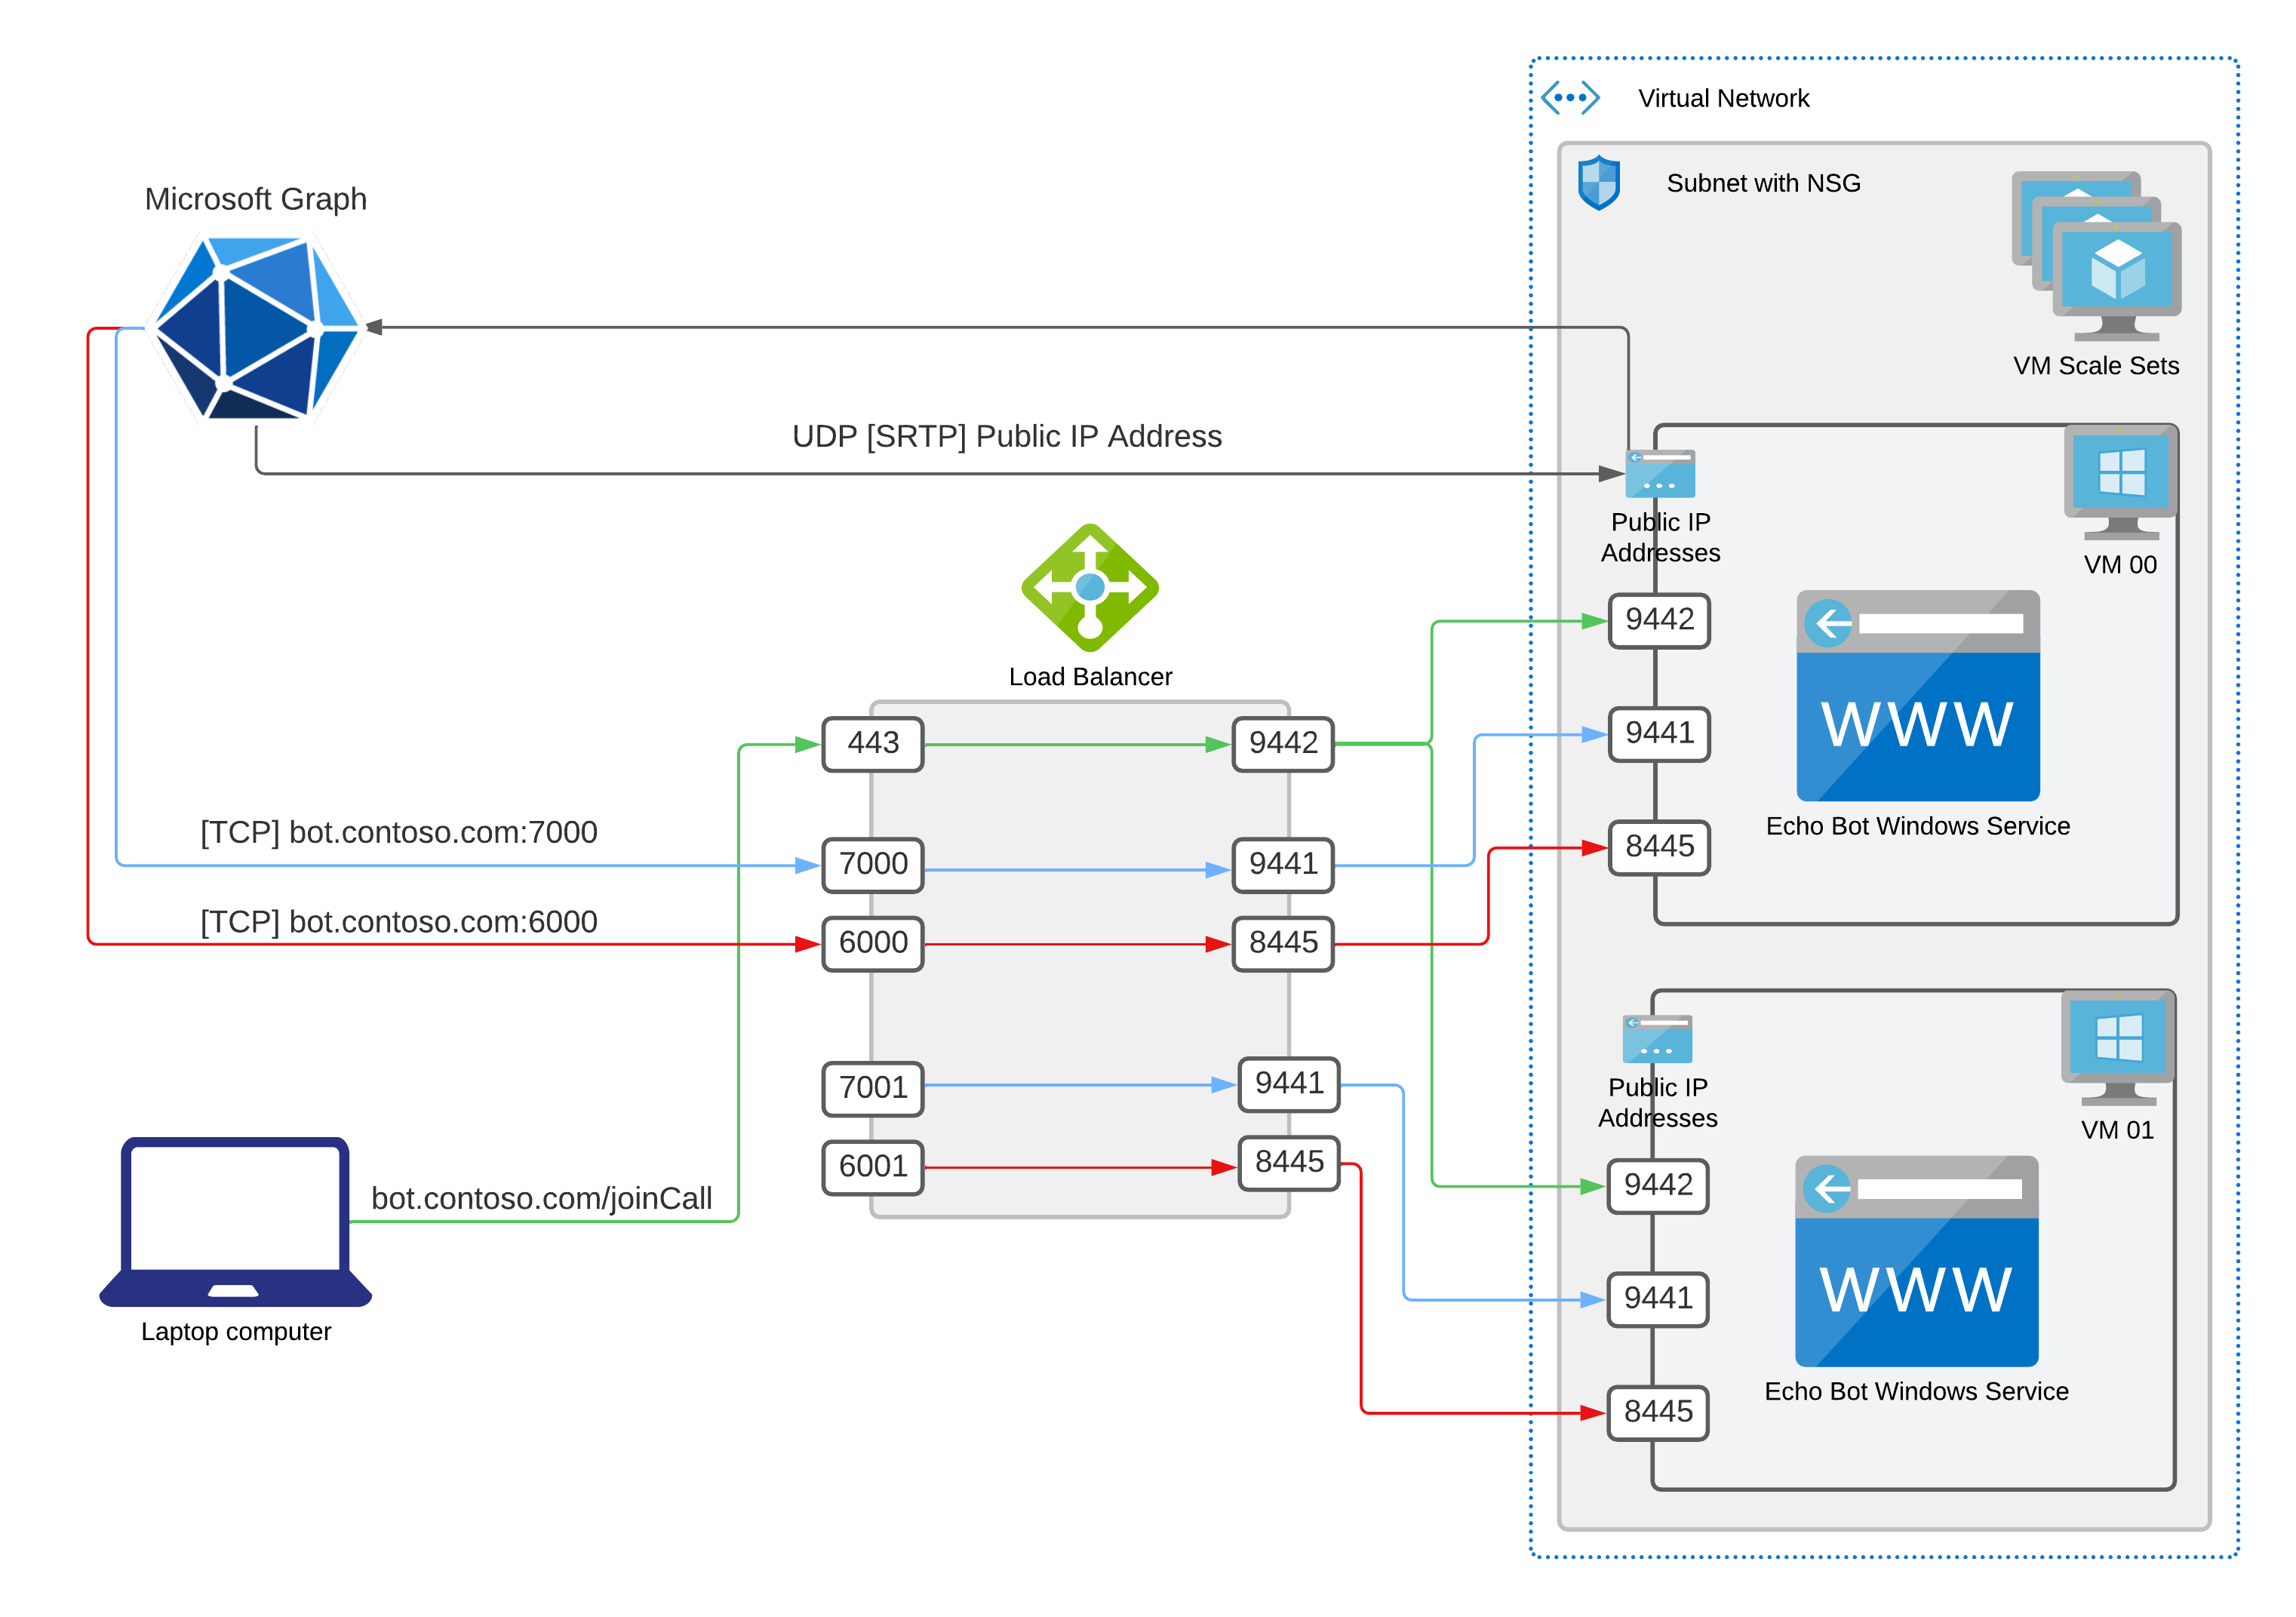 Virtual Network
Subnet with NSG
Microsoft Graph
VM Scale Sets
UDP [SRTP] Public IP Address
Public IP
Addresses
VM 00
Load Balancer
9442
9441
8445
WWW
Echo Bot Windows Service
443
9442
[TCP] bot.contoso.com:7000
7000
9441
[TCP] bot.contoso.com:6000
6000
8445
7001
9441
6001
8445
Public IP
Addresses
VM 01
bot.contoso.com/joinCall
9442
9441
8445
WWW
Echo Bot Windows Service
Laptop computer